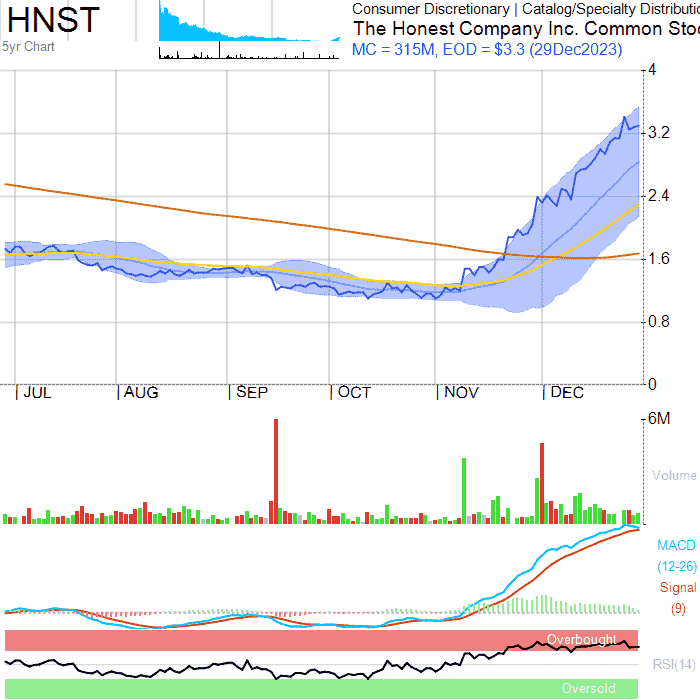 HNST
5yr Chart
Consumer Discretionary | Catalog/Specialty Distributio
The Honest Company Inc. Common Stoc
MC = 315M, EOD = $3.3 (29Dec2023)
4
3.2
2.4
1.6
0.8
0
JUL AUG SEP OCT NOV DEC
6M
Volume
MACD
(12-26)
Signal
(9)
Overbought
RSI(14)
Oversold